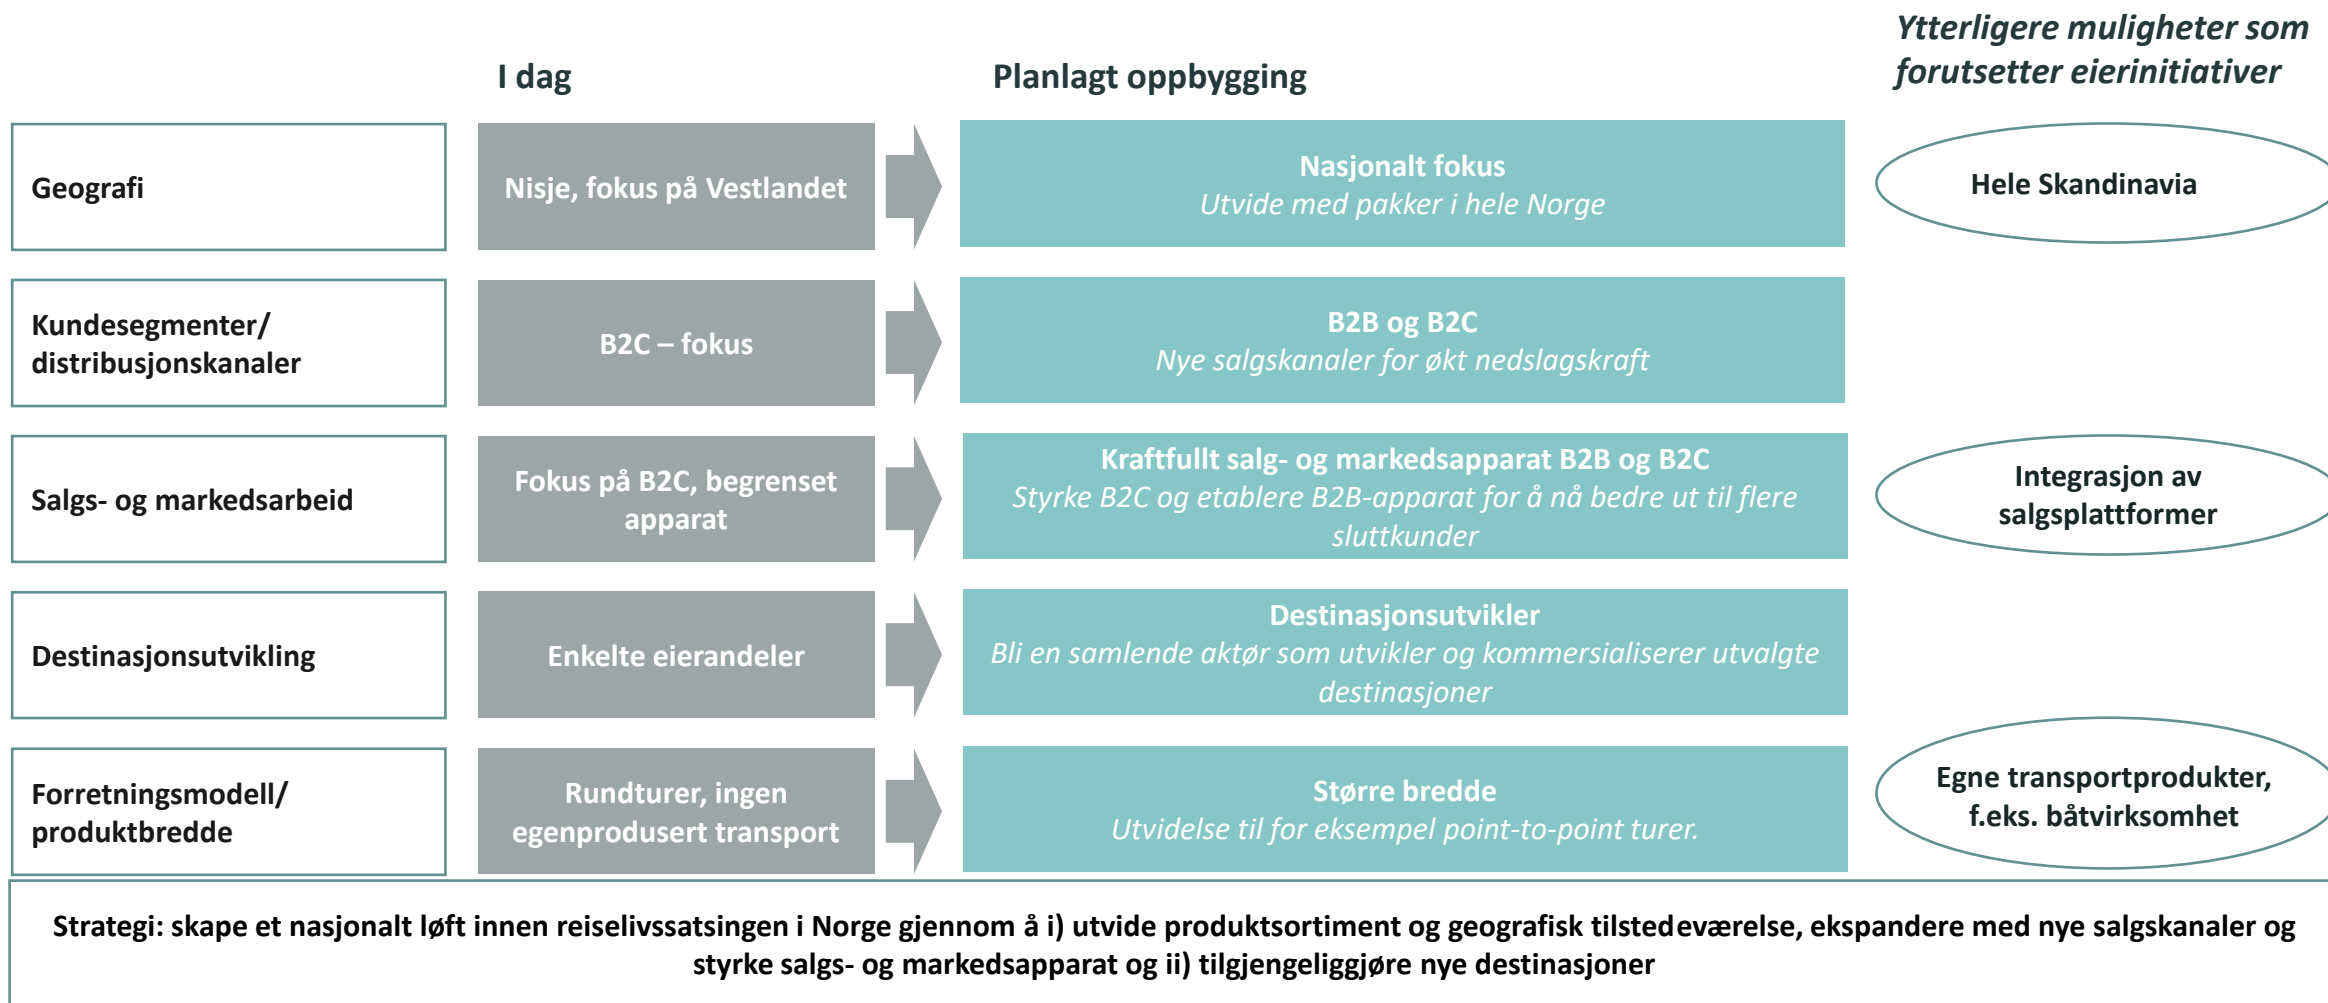 Ytterligere muligheter som
forutsetter eierinitiativer
I dag
Planlagt oppbygging
Geografi
Nisje, fokus på Vestlandet
Nasjonalt fokus
Utvide med pakker i hele Norge
Hele Skandinavia
Kundesegmenter/
distribusjonskanaler
B2C – fokus
B2B og B2C
Nye salgskanaler for økt nedslagskraft
Salgs- og markedsarbeid
Fokus på B2C, begrenset
apparat
Kraftfullt salg- og markedsapparat B2B og B2C
Styrke B2C og etablere B2B-apparat for å nå bedre ut til flere
sluttkunder
Integrasjon av
salgsplattformer
Destinasjonsutvikling
Enkelte eierandeler
Destinasjonsutvikler
Bli en samlende aktør som utvikler og kommersialiserer utvalgte
destinasjoner
Forretningsmodell/
produktbredde
Rundturer, ingen
egenprodusert transport
Større bredde
Utvidelse til for eksempel point-to-point turer.
Egne transportprodukter,
f.eks. båtvirksomhet
Strategi: skape et nasjonalt løft innen reiselivssatsingen i Norge gjennom å i) utvide produktsortiment og geografisk tilstedeværelse, ekspandere med nye salgskanaler og
styrke salgs- og markedsapparat og ii) tilgjengeliggjøre nye destinasjoner